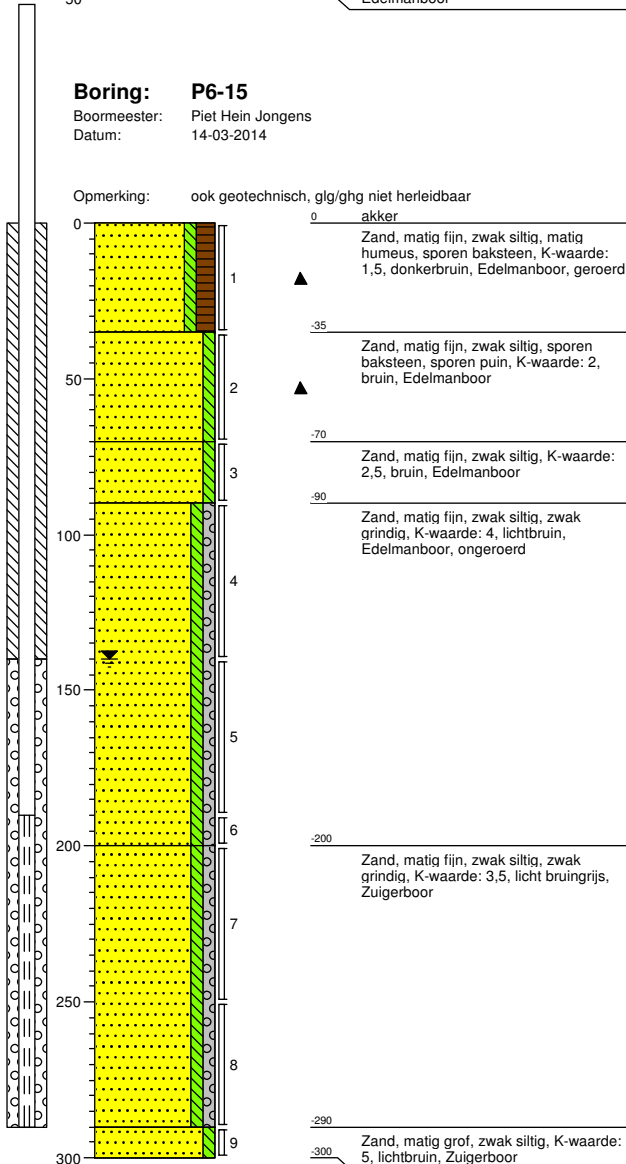 Boring: P6-15
Boormeester: Piet Hein Jongens
Datum: 14-03-2014
Opmerking: ook geotechnisch, glg/ghg niet herleidbaar
0
50
100
150
200
250
300
1
2
3
4
5
6
7
8
9
0 akker
Zand, matig fijn, zwak siltig, matig
humeus, sporen baksteen, K-waarde:
1,5, donkerbruin, Edelmanboor, geroerd
-35
Zand, matig fijn, zwak siltig, sporen
baksteen, sporen puin, K-waarde: 2,
bruin, Edelmanboor
-70
Zand, matig fijn, zwak siltig, K-waarde:
2,5, bruin, Edelmanboor
-90
Zand, matig fijn, zwak siltig, zwak
grindig, K-waarde: 4, lichtbruin,
Edelmanboor, ongeroerd
-200
Zand, matig fijn, zwak siltig, zwak
grindig, K-waarde: 3,5, licht bruingrijs,
Zuigerboor
-290
Zand, matig grof, zwak siltig, K-waarde:
5, lichtbruin, Zuigerboor
-300